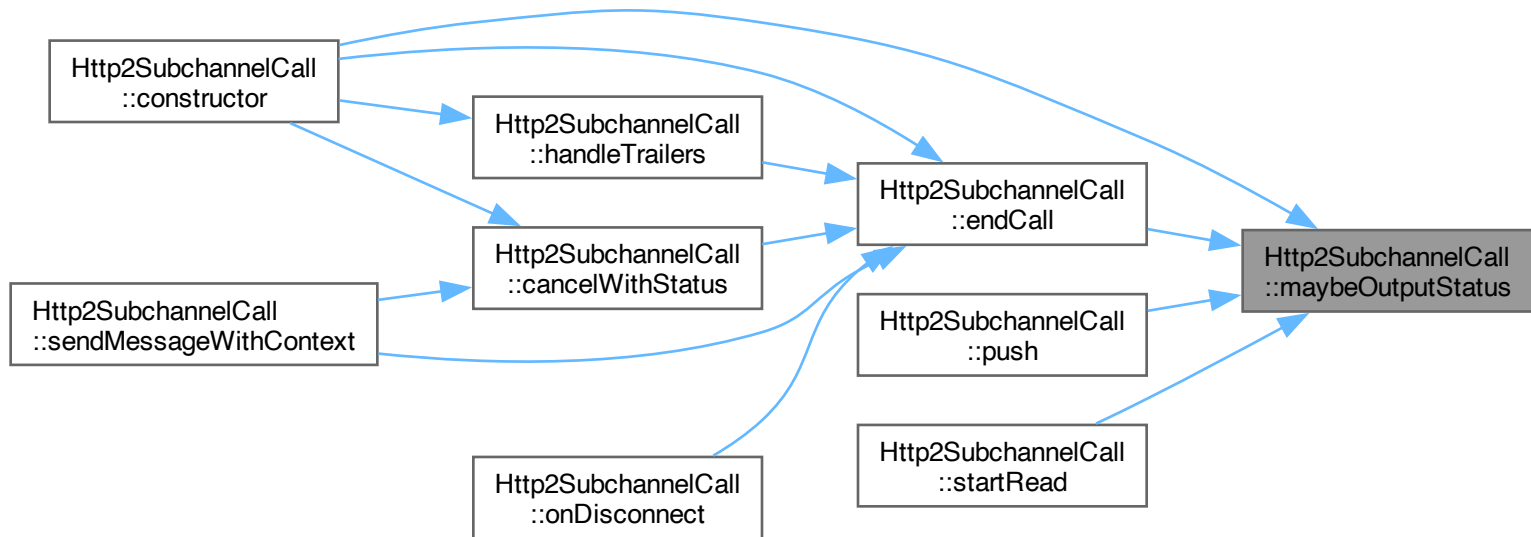 Http2SubchannelCall
::constructor
Http2SubchannelCall
::handleTrailers
Http2SubchannelCall
::endCall
Http2SubchannelCall
::cancelWithStatus
Http2SubchannelCall
::maybeOutputStatus
Http2SubchannelCall
::sendMessageWithContext
Http2SubchannelCall
::push
Http2SubchannelCall
::startRead
Http2SubchannelCall
::onDisconnect